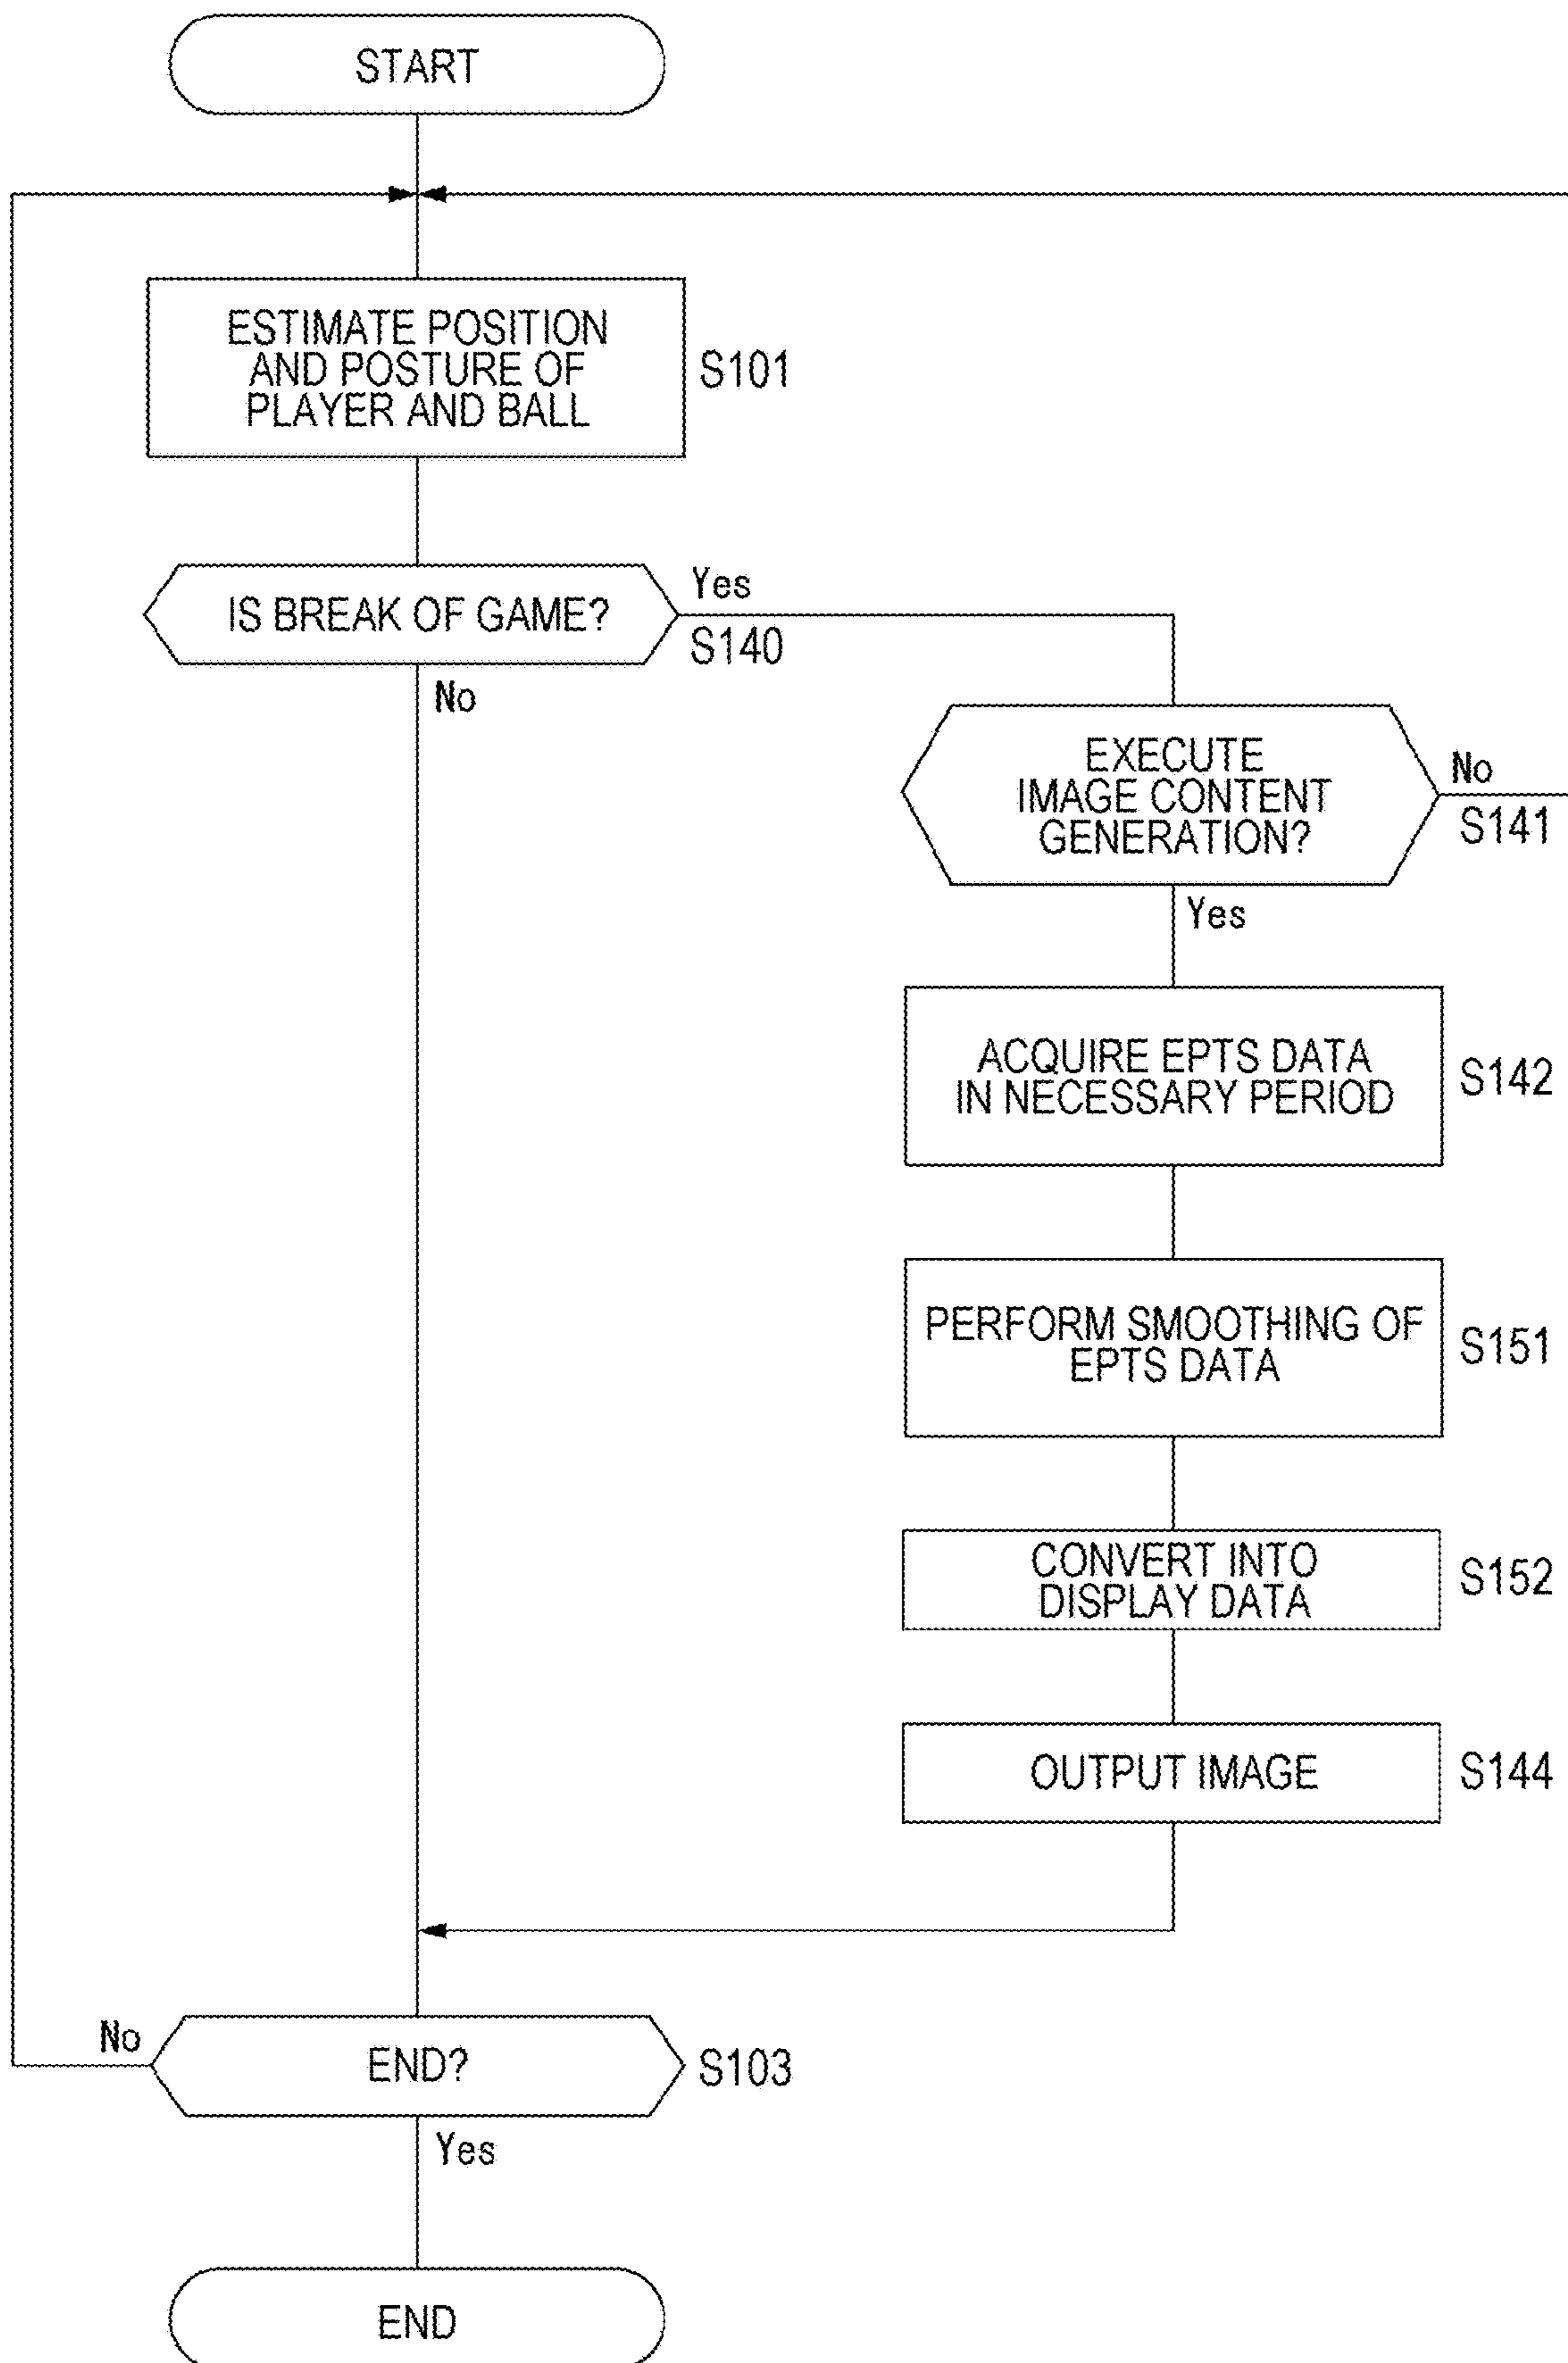 START
ESTIMATE POSITION
AND POSTURE OF
PLAYER AND BALL
S101
IS BREAK OF GAME?
Yes
S140
No
EXECUTE
IMAGE CONTENT
GENERATION?
No
S141
Yes
ACQUIRE EPTS DATA
IN NECESSARY PERIOD
S142
PERFORM SMOOTHING OF
EPTS DATA
S151
CONVERT INTO
DISPLAY DATA
S152
OUTPUT IMAGE
S144
No
END?
S103
Yes
END